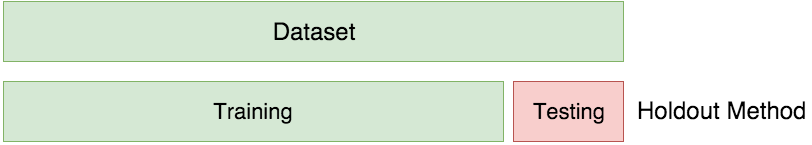 Dataset
Training
Testing
Holdout Method